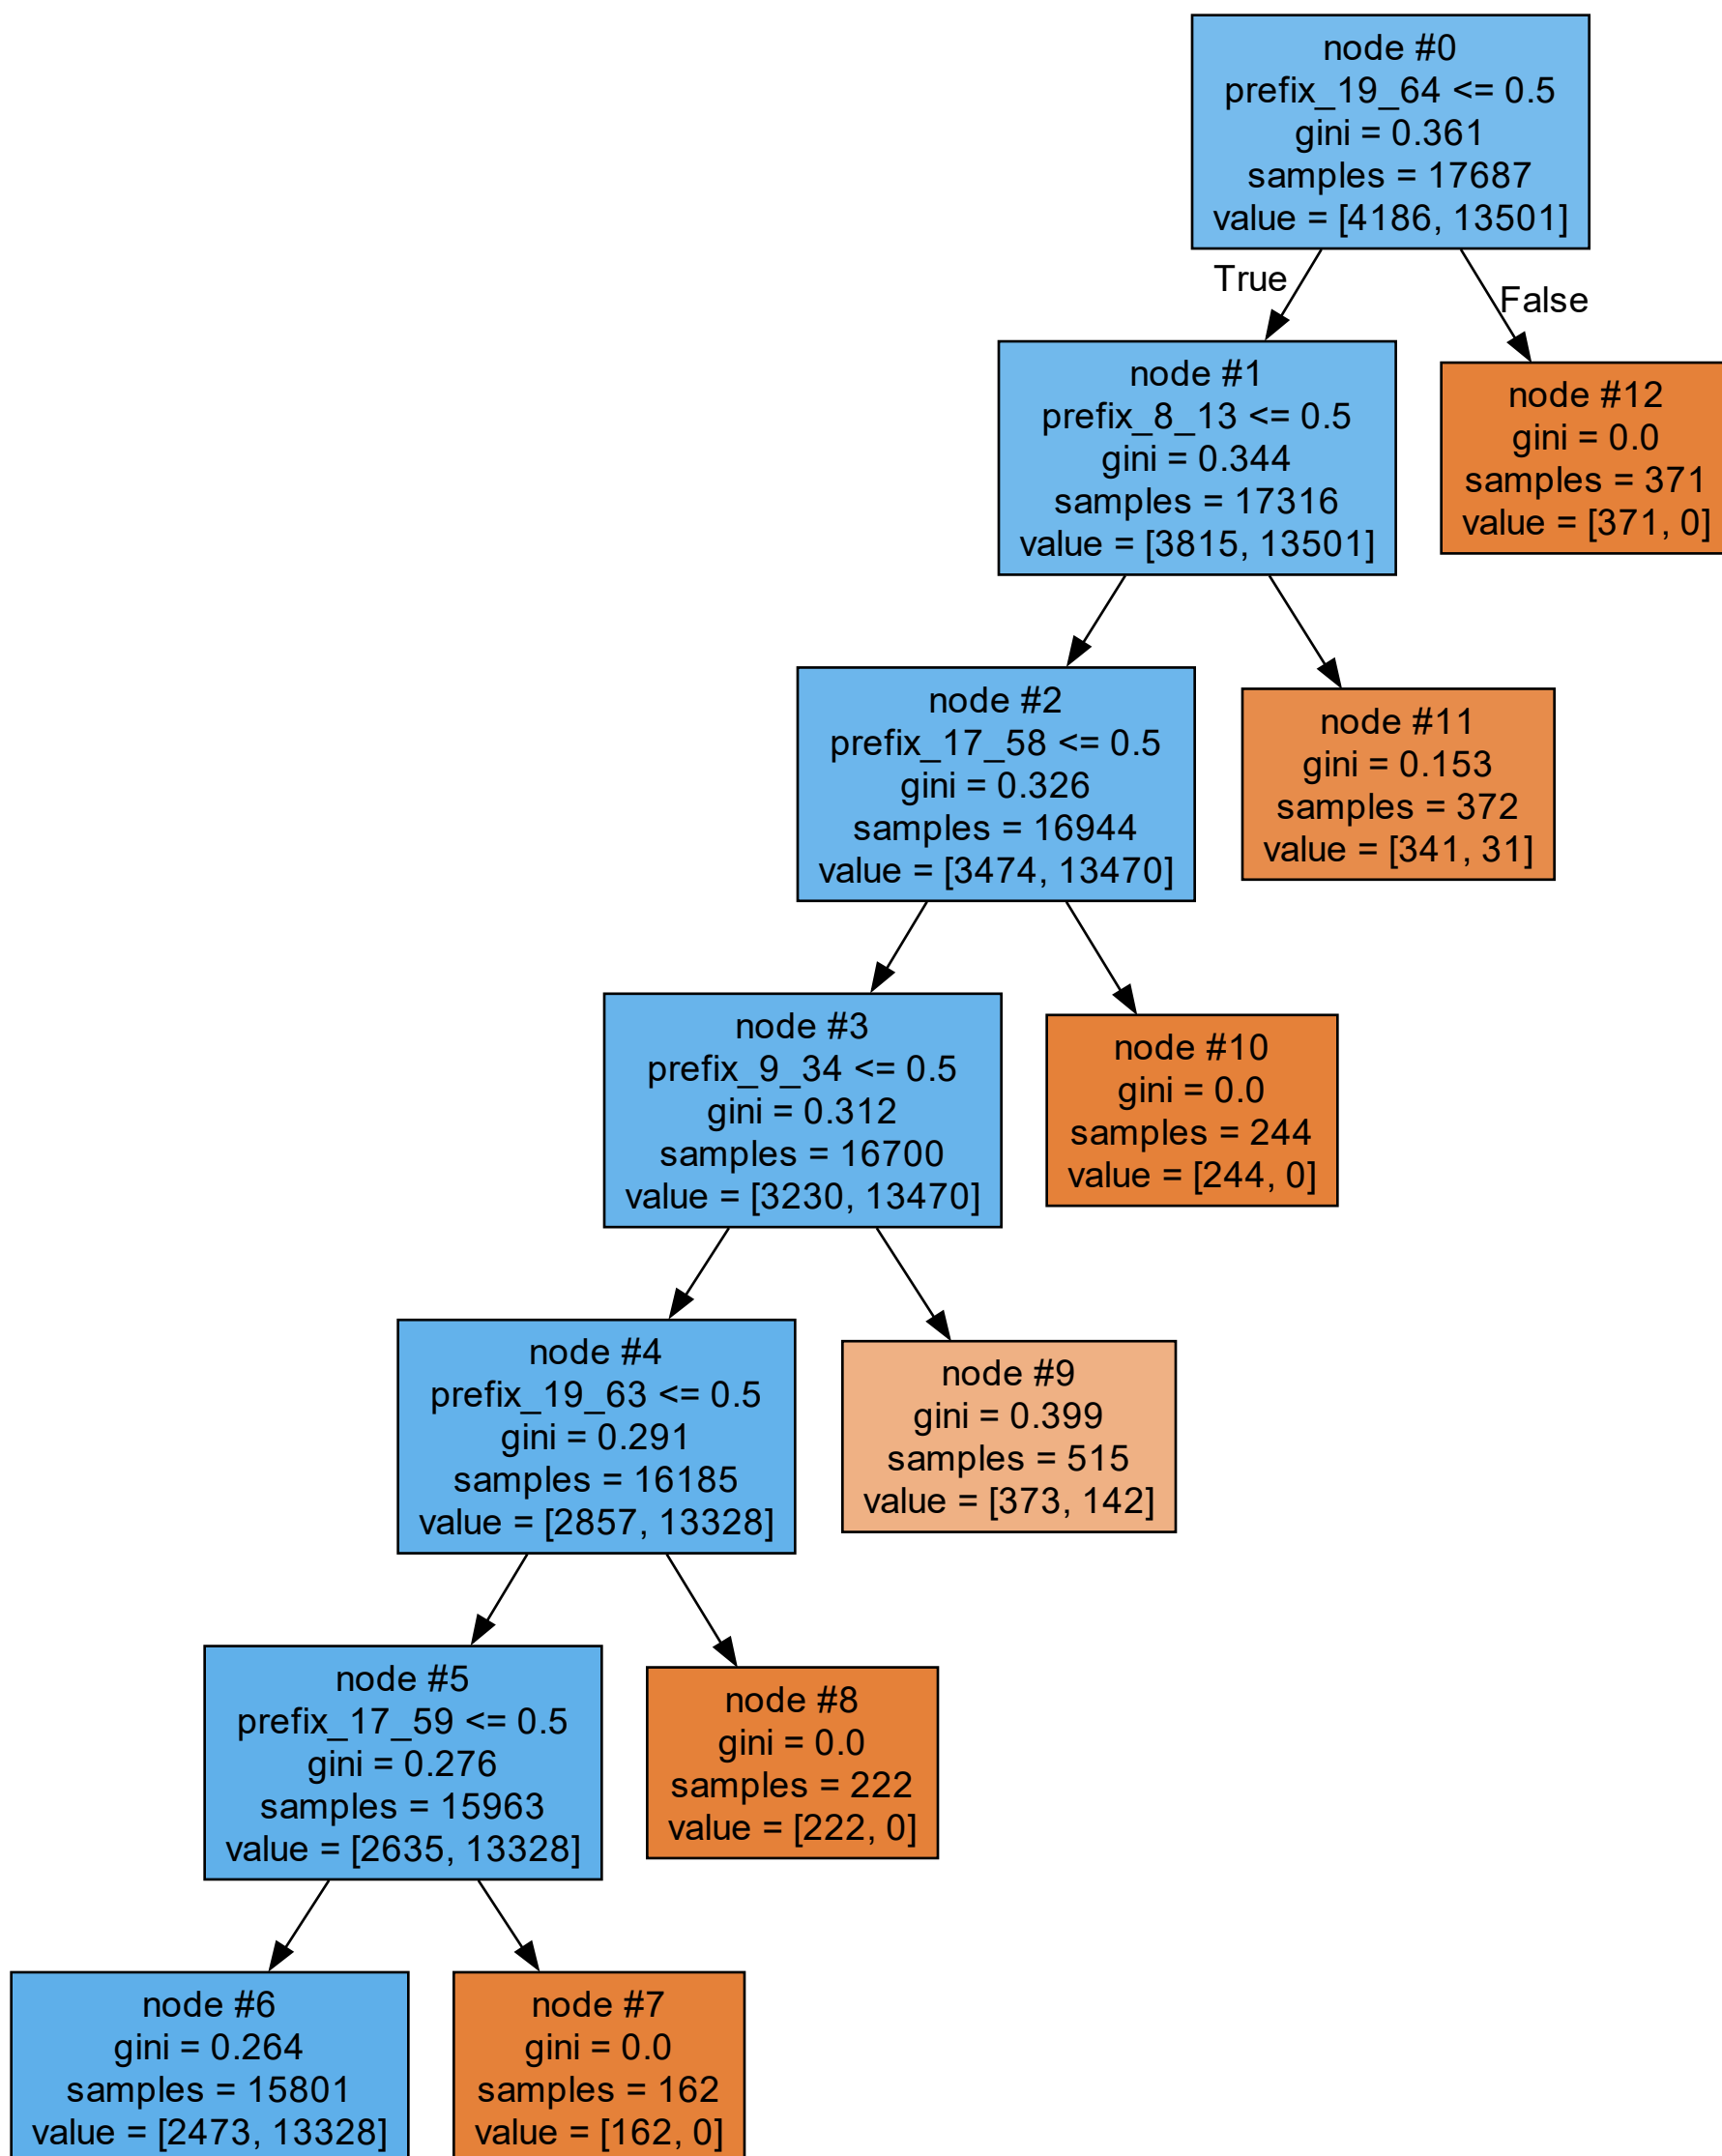 node #0
prefix_19_64 <= 0.5
gini = 0.361
samples = 17687
value = [4186, 13501]
True
False
node #1
prefix_8_13 <= 0.5
gini = 0.344
samples = 17316
value = [3815, 13501]
node #12
gini = 0.0
samples = 371
value = [371, 0]
node #2
prefix_17_58 <= 0.5
gini = 0.326
samples = 16944
value = [3474, 13470]
node #11
gini = 0.153
samples = 372
value = [341, 31]
node #3
prefix_9_34 <= 0.5
gini = 0.312
samples = 16700
value = [3230, 13470]
node #10
gini = 0.0
samples = 244
value = [244, 0]
node #4
prefix_19_63 <= 0.5
gini = 0.291
samples = 16185
value = [2857, 13328]
node #9
gini = 0.399
samples = 515
value = [373, 142]
node #5
prefix_17_59 <= 0.5
gini = 0.276
samples = 15963
value = [2635, 13328]
node #8
gini = 0.0
samples = 222
value = [222, 0]
node #6
gini = 0.264
samples = 15801
value = [2473, 13328]
node #7
gini = 0.0
samples = 162
value = [162, 0]